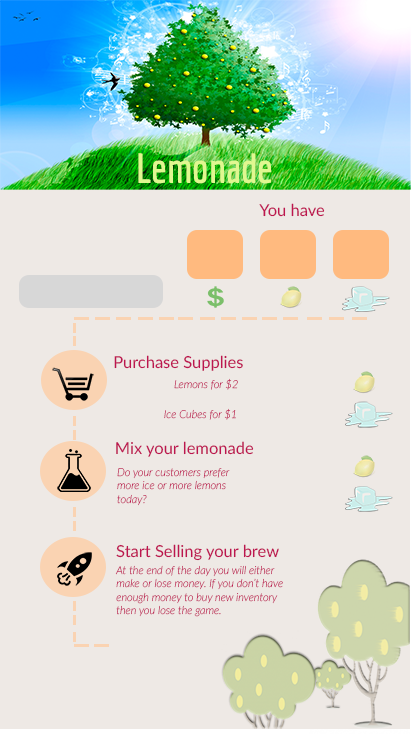 Lemonade
You have
$
Purchase Supplies
Lemons for $2
Ice Cubes for $1
Mix your lemonade
Do your customers prefer
more ice or more lemons
today?
Start Selling your brew
At the end of the day you will either
make or lose money. If you don't have
enough money to buy new inventory
then you lose the game.